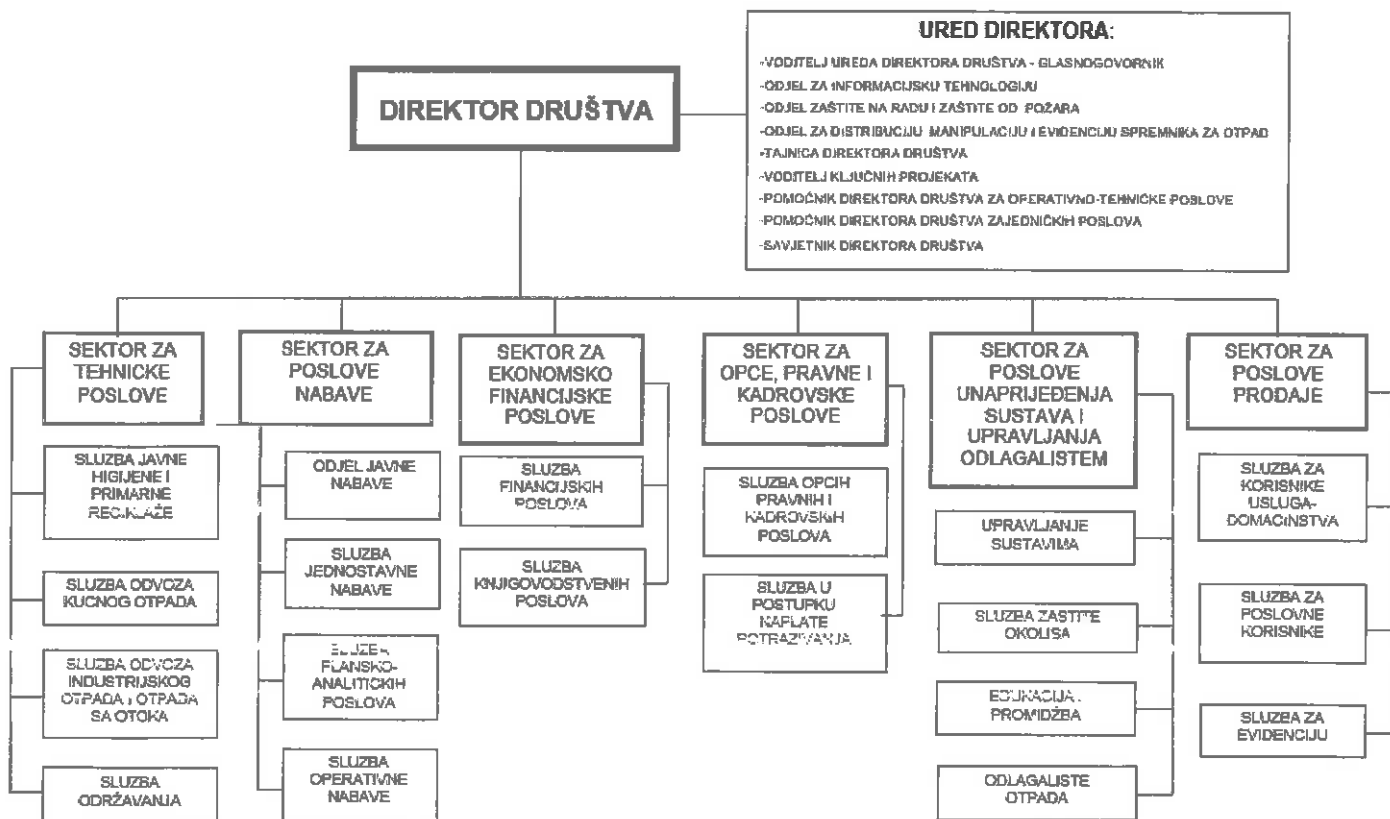 DIREKTOR DRUŠTVA
URED DIREKTORA:
-VODITELJ UREDA DIREKTORA DRUŠTVA - GLASNOGOVORNIK
-ODJEL ZA INFORMACIJSKU TEHNOLOGIJU
-ODJEL ZAŠTITE NA RADU I ZAŠTITE OD POŽARA
-ODJEL ZA DISTRIBUCIJU MANIPULACIJU I EVIDENCIJU SPREMNIKA ZA OTPAD
-TAJNICA DIREKTORA DRUŠTVA
-VODITELJ KLJUČNIH PROJEKATA
-POMOĆNIK DIREKTORA DRUŠTVA ZA OPERATIVNO-TEHNIČKE POSLOVE
-POMOĆNIK DIREKTORA DRUŠTVA ZAJEDNIČKIH POSLOVA
-SAVJETNIK DIREKTORA DRUŠTVA
SEKTOR ZA
TEHNICKE
POSLOVE
SLUZBA JAVNE
HIGIJENE I
PRIMARNE
RECIKLAŽE
SLUZBA ODVOZA
KUCNOG OTPADA
SLUZBA ODVOZA
INDUSTRIJSKOG
OTPADA I OTPADA
SA OTOKA
SLUZBA
ODRŽAVANJA
SEKTOR ZA
POSLOVE
NABAVE
ODJEL JAVNE
NABAVE
SLUZBA
JEDNOSTAVNE
NABAVE
SLUZBA
PLANSKO-
ANALITICKIH
POSLOVA
SLUZBA
OPERATIVNE
NABAVE
SEKTOR ZA
EKONOMSKO
FINANCIJSKE
POSLOVE
SLUZBA
FINANCIJSKIH
POSLOVA
SLUZBA
KNJIGOVODSTVENIH
POSLOVA
SEKTOR ZA
OPCE, PRAVNE I
KADROVSKE
POSLOVE
SLUZBA OPCIH
PRAVNIH I
KADROVSKIH
POSLOVA
SLUZBA U
POSTUPKU
NAPLATE
POTRAZIVANJA
SEKTOR ZA
POSLOVE
UNAPRIJEĐENJA
SUSTAVA I
UPRAVLJANJA
ODLAGALISTEM
UPRAVLJANJE
SUSTAVIMA
SLUZBA ZASTITE
OKOLISA
EDUKACIJA I
PROMIDŽBA
ODLAGALISTE
OTPADA
SEKTOR ZA
POSLOVE
PRODAJE
SLUZBA ZA
KORISNIKE
USLUGA-
DOMACINSTVA
SLUZBA ZA
POSLOVNE
KORISNIKE
SLUZBA ZA
EVIDENCIJU